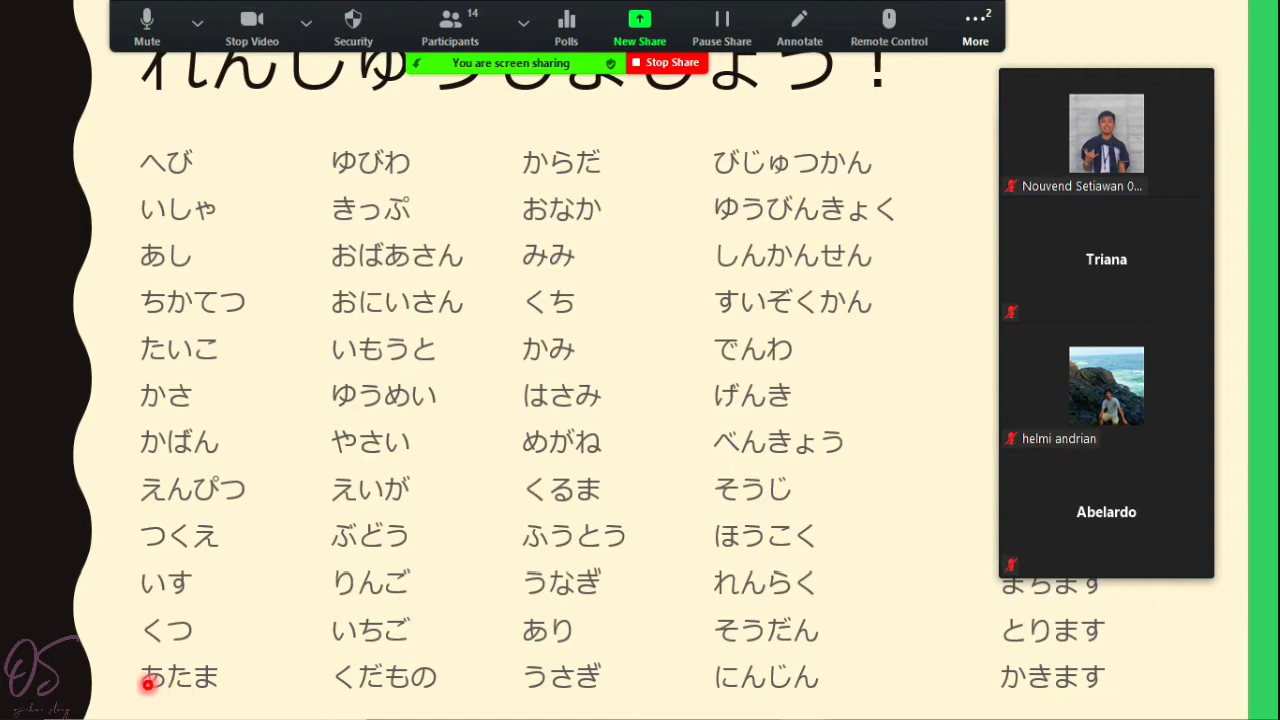 Mute
Stop Video
Security
Participants
14
Polls
New Share
Pause Share
Annotate
Remote Control
More
2
You are screen sharing
Stop Share
れんしゅうしましょう！
へび ゆびわ からだ びじゅつかん
いしゃ きっぷ おなか ゆうびんきょく
あし おばあさん みみ しんかんせん
ちかてつ おにいさん くち すいぞくかん
たいこ いもうと かみ でんわ
かさ ゆうめい はさみ げんき
かばん やさい めがね べんきょう
えんぴつ えいが くるま そうじ
つくえ ぶどう ふうとう ほうこく
いす りんご うなぎ れんらく まちます
くつ いちご あり そうだん とります
あたま くだもの うさぎ にんじん かきます
Nouvend Setiawan 0...
Triana
helmi andrian
Abelardo
OS